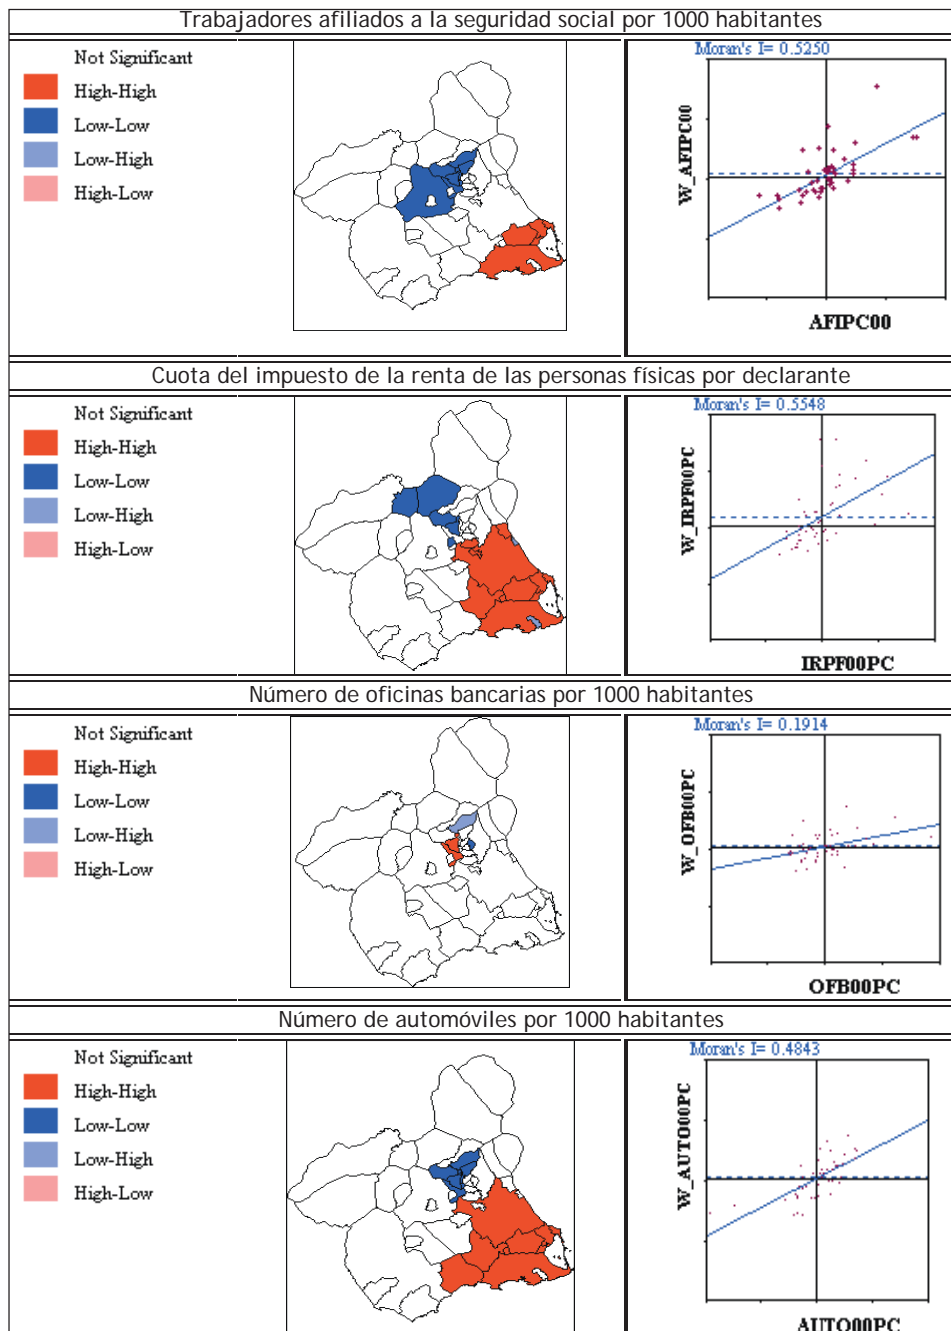 Trabajadores afiliados a la seguridad social por 1000 habitantes
Not Significant
High-High
Low-Low
Low-High
High-Low
Moran's I= 0.5250
W_AFIPC00
AFIPC00
Cuota del impuesto de la renta de las personas físicas por declarante
Not Significant
High-High
Low-Low
Low-High
High-Low
Moran's I= 0.5548
W_IRPF00PC
IRPF00PC
Número de oficinas bancarias por 1000 habitantes
Not Significant
High-High
Low-Low
Low-High
High-Low
Moran's I= 0.1914
W_OFB00PC
OFB00PC
Número de automóviles por 1000 habitantes
Not Significant
High-High
Low-Low
Low-High
High-Low
Moran's I= 0.4843
W_AUTO00PC
AUTO00PC